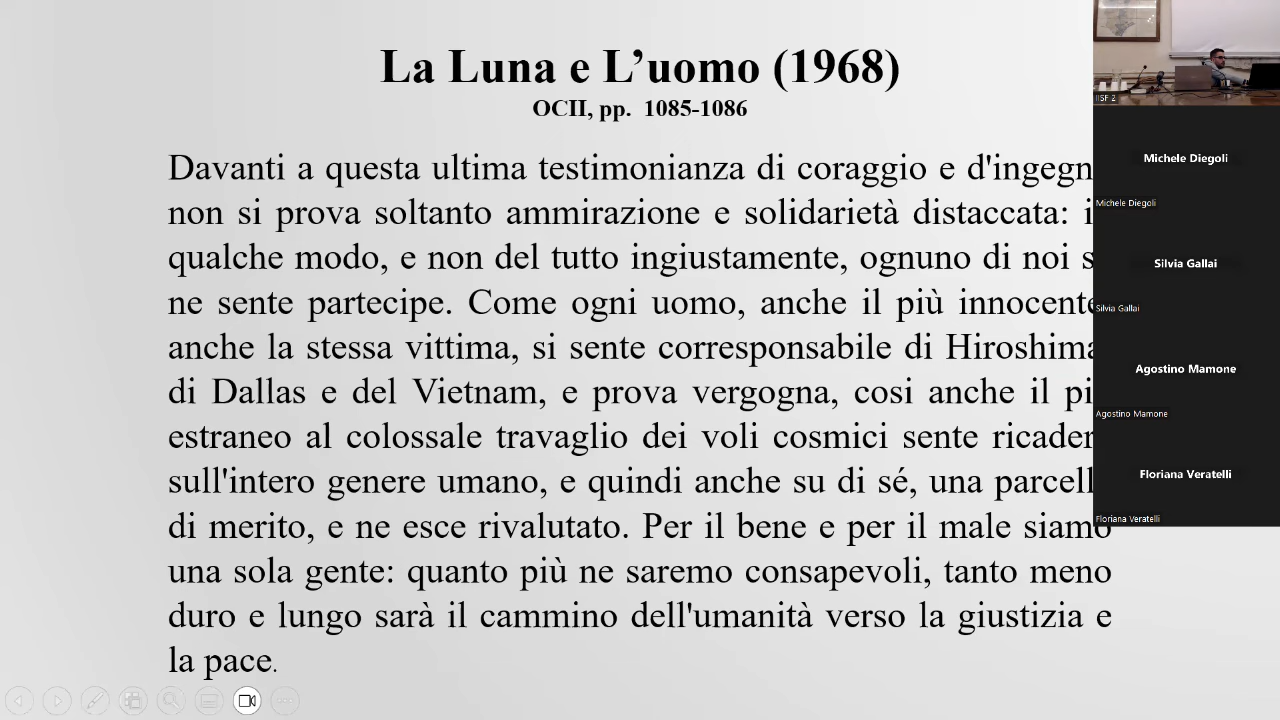 La Luna e L’uomo (1968)
OCII, pp. 1085-1086
Davanti a questa ultima testimonianza di coraggio e d'ingegn
non si prova soltanto ammirazione e solidarietà distaccata: i
qualche modo, e non del tutto ingiustamente, ognuno di noi s
ne sente partecipe. Come ogni uomo, anche il più innocente
anche la stessa vittima, si sente corresponsabile di Hiroshima
di Dallas e del Vietnam, e prova vergogna, cosi anche il pi
estraneo al colossale travaglio dei voli cosmici sente ricader
sull'intero genere umano, e quindi anche su di sé, una parcell
di merito, e ne esce rivalutato. Per il bene e per il male siamo
una sola gente: quanto più ne saremo consapevoli, tanto meno
duro e lungo sarà il cammino dell'umanità verso la giustizia e
la pace.
IISF 2
Michele Diegoli
Michele Diegoli
Silvia Gallai
Silvia Gallai
Agostino Mamone
Agostino Mamone
Floriana Veratelli
Floriana Veratelli